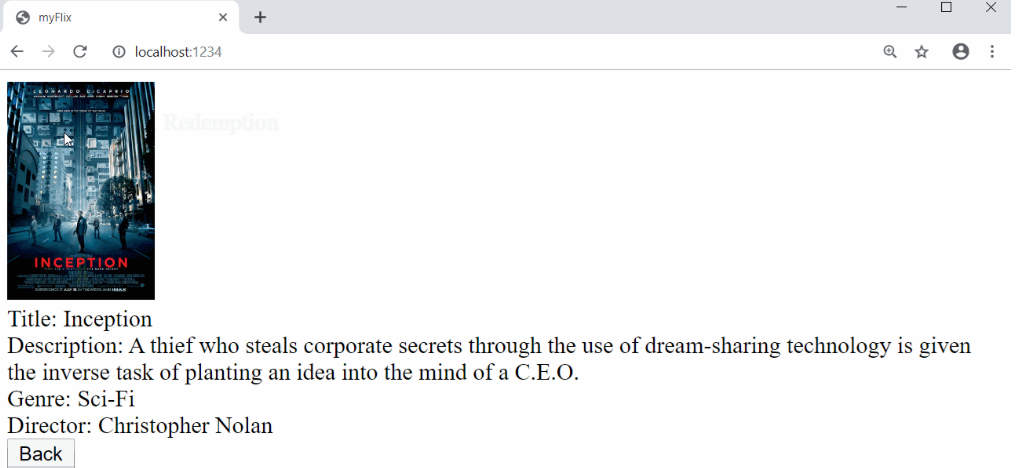 myFlix
localhost:1234
LEONARDO DICAPRIO
Redemption
INCEPTION
Title: Inception
Description: A thief who steals corporate secrets through the use of dream-sharing technology is given
the inverse task of planting an idea into the mind of a C.E.O.
Genre: Sci-Fi
Director: Christopher Nolan
Back